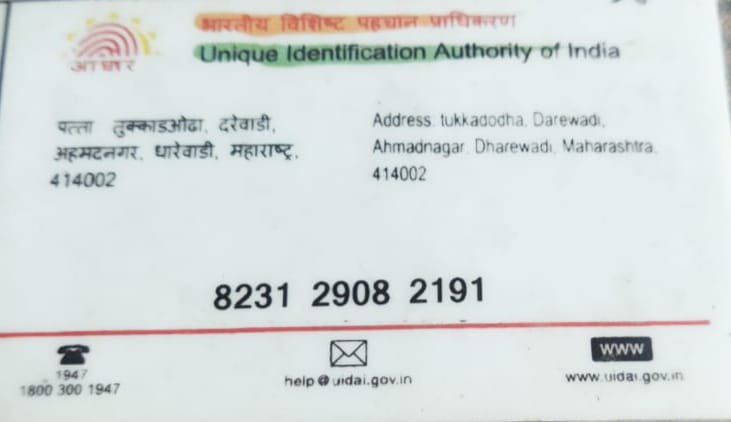 भारतीय विशिष्ट पहचान प्राधिकरण
Unique Identification Authority of India
आधार
पत्ता तुक्काडओढा, दरेवाडी,
अहमदनगर, धारेवाडी, महाराष्ट्र,
414002
Address: tukkadodha, Darewadi,
Ahmadnagar, Dharewadi, Maharashtra,
414002
8231 2908 2191
1947
1800 300 1947
help@uidai.gov.in
WWW
www.uidai.gov.in